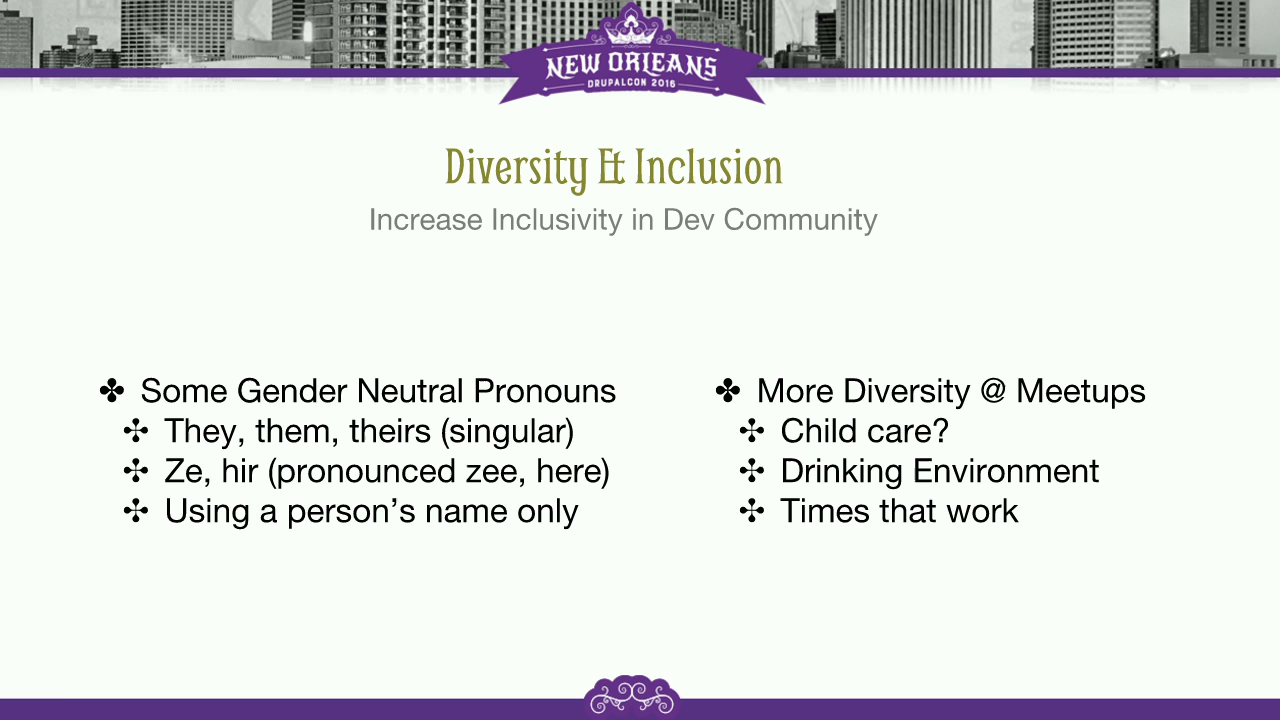 NEW ORLEANS
DRUPALCON 2016
Diversity & Inclusion
Increase Inclusivity in Dev Community
✤ Some Gender Neutral Pronouns
✣ They, them, theirs (singular)
✣ Ze, hir (pronounced zee, here)
✣ Using a person’s name only
✤ More Diversity @ Meetups
✣ Child care?
✣ Drinking Environment
✣ Times that work